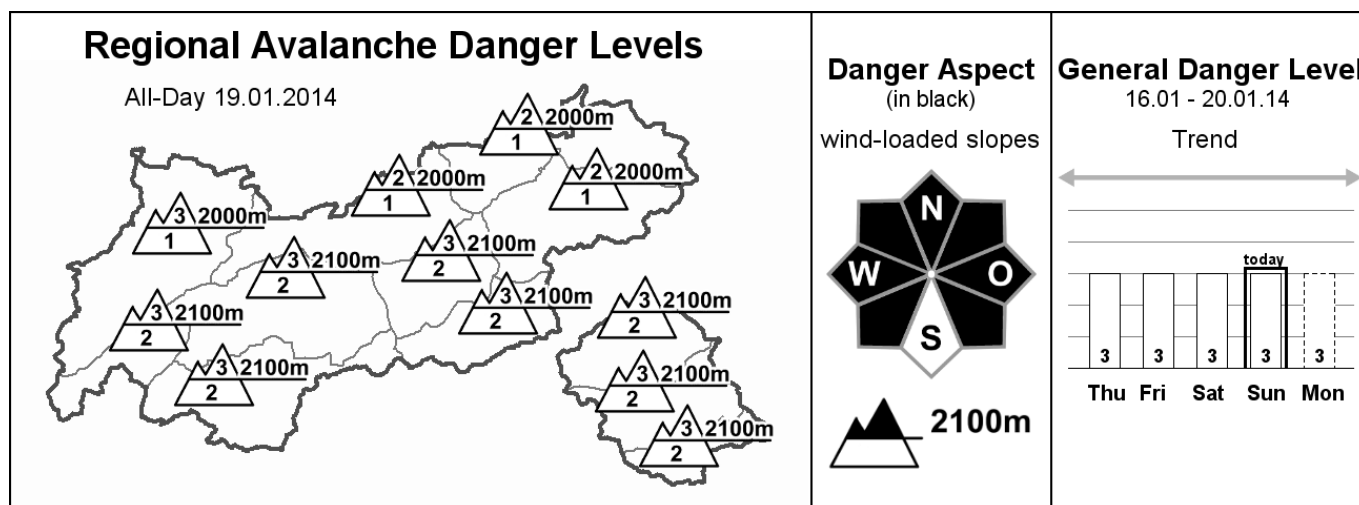 Regional Avalanche Danger Levels
All-Day 19.01.2014
2 2000m
1
2 2000m
1
2 2000m
1
3 2000m
1
3 2100m
2
3 2100m
2
3 2100m
2
3 2100m
2
3 2100m
2
3 2100m
2
3 2100m
2
3 2100m
2
3 2100m
2
Danger Aspect
(in black)
wind-loaded slopes
N
W O
S
2100m
General Danger Level
16.01 - 20.01.14
Trend
today
3 3 3 3 3
Thu Fri Sat Sun Mon